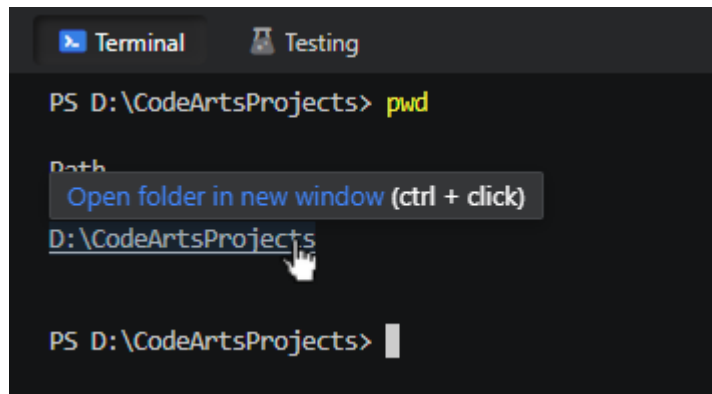 Terminal Testing
PS D:\CodeArtsProjects> pwd
Path
Open folder in new window (ctrl + click)
D:\CodeArtsProjects
PS D:\CodeArtsProjects>